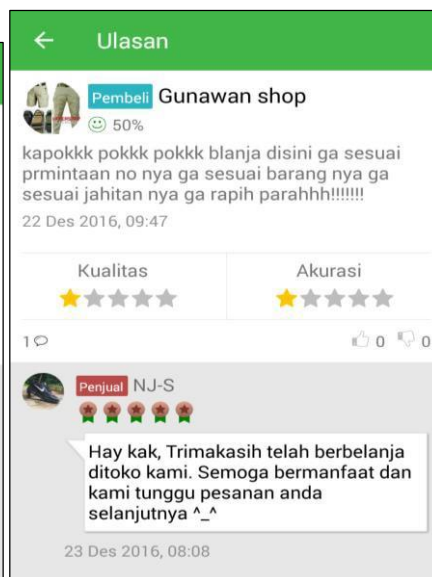 Ulasan
Pembeli Gunawan shop
50%
kapokkk pokkk pokkk blanja disini ga sesuai
prmintaan no nya ga sesuai barang nya ga
sesuai jahitan nya ga rapih parahhh!!!!!!!
22 Des 2016, 09:47
Kualitas Akurasi
1 0 0
Penjual NJ-S
Hay kak, Trimakasih telah berbelanja
ditoko kami. Semoga bermanfaat dan
kami tunggu pesanan anda
selanjutnya ^_^
23 Des 2016, 08:08